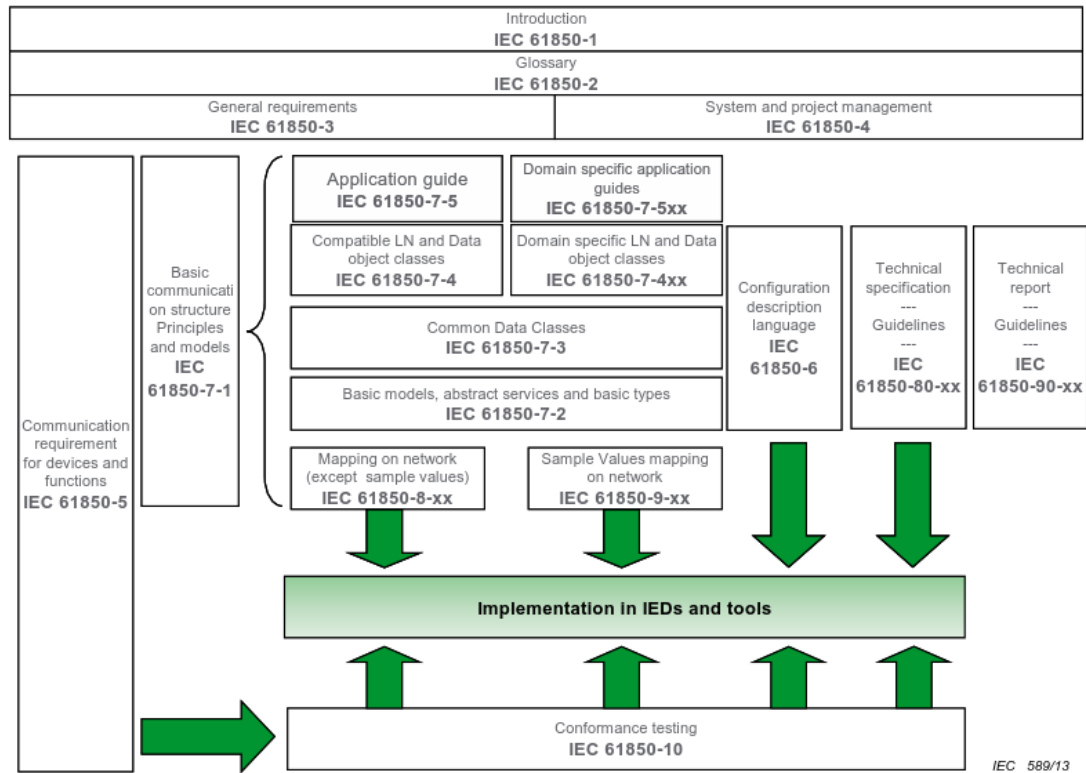 Introduction
IEC 61850-1
Glossary
IEC 61850-2
General requirements
IEC 61850-3
System and project management
IEC 61850-4
Communication
requirement
for devices and
functions
IEC 61850-5
Basic
communicati
on structure
Principles
and models
IEC
61850-7-1
Application guide
IEC 61850-7-5
Domain specific application
guides
IEC 61850-7-5xx
Compatible LN and Data
object classes
IEC 61850-7-4
Domain specific LN and Data
object classes
IEC 61850-7-4xx
Common Data Classes
IEC 61850-7-3
Basic models, abstract services and basic types
IEC 61850-7-2
Mapping on network
(except sample values)
IEC 61850-8-xx
Sample Values mapping
on network
IEC 61850-9-xx
Configuration
description
language
IEC
61850-6
Technical
specification
---
Guidelines
---
IEC
61850-80-xx
Technical
report
---
Guidelines
---
IEC
61850-90-xx
Implementation in IEDs and tools
Conformance testing
IEC 61850-10
IEC 589/13